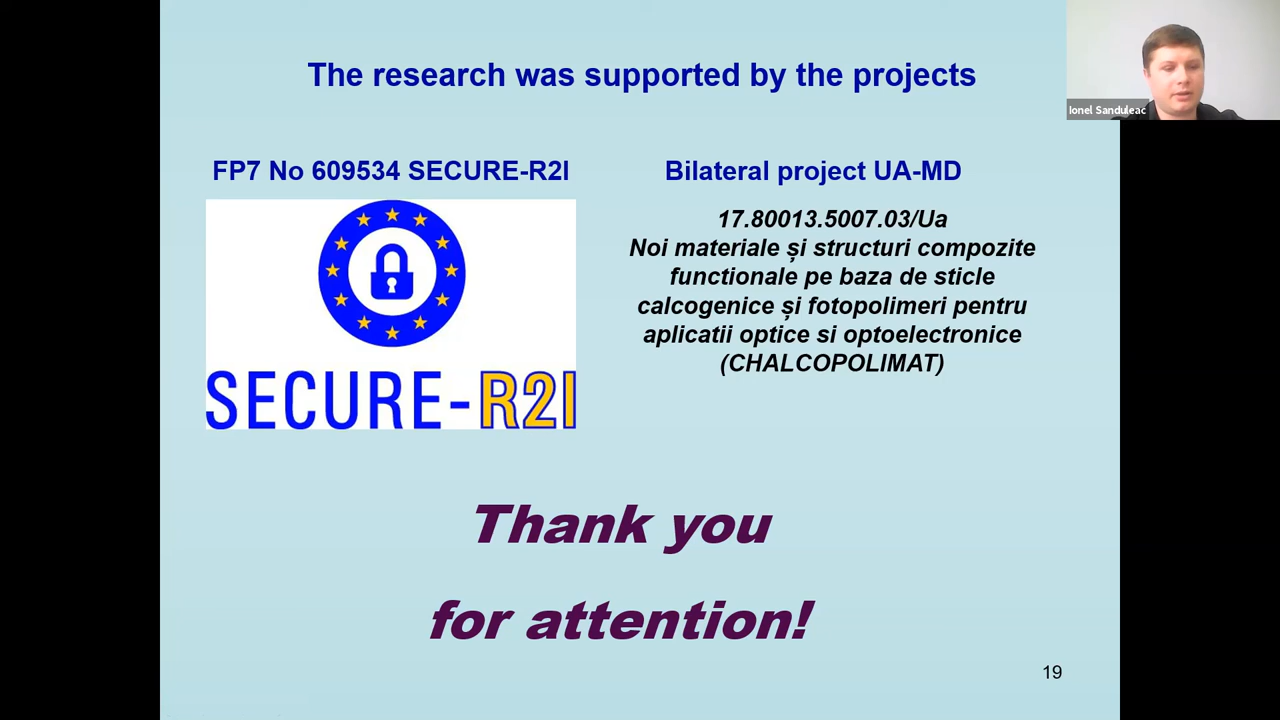 The research was supported by the projects
Ionel Sanduleac
FP7 No 609534 SECURE-R2I
Bilateral project UA-MD
17.80013.5007.03/Ua
Noi materiale și structuri compozite
functionale pe baza de sticle
calcogenice și fotopolimeri pentru
aplicatii optice si optoelectronice
(CHALCOPOLIMAT)
SECURE-R2I
Thank you
for attention!
19